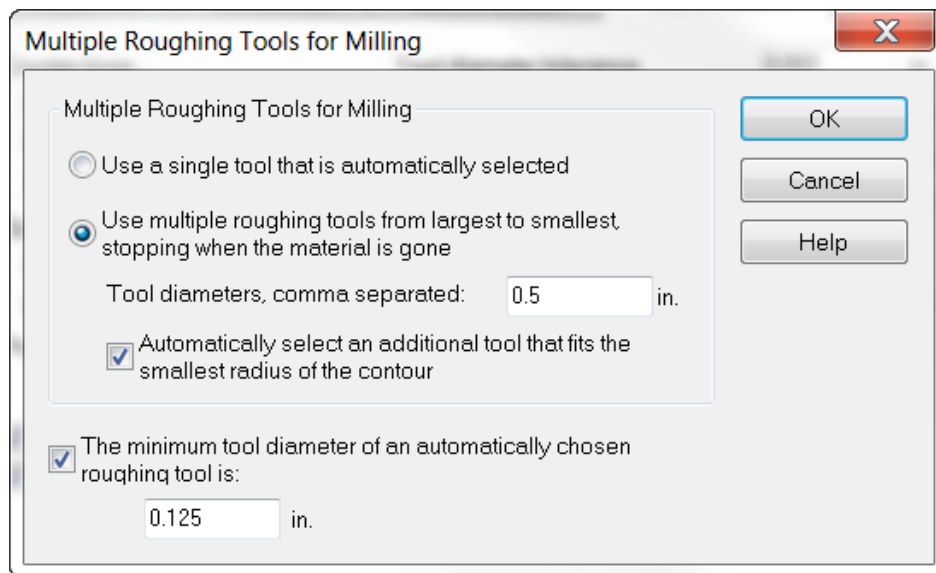 Multiple Roughing Tools for Milling
Multiple Roughing Tools for Milling
Use a single tool that is automatically selected
Use multiple roughing tools from largest to smallest,
stopping when the material is gone
Tool diameters, comma separated: 0.5 in.
Automatically select an additional tool that fits the
smallest radius of the contour
The minimum tool diameter of an automatically chosen
roughing tool is:
0.125 in.
OK
Cancel
Help